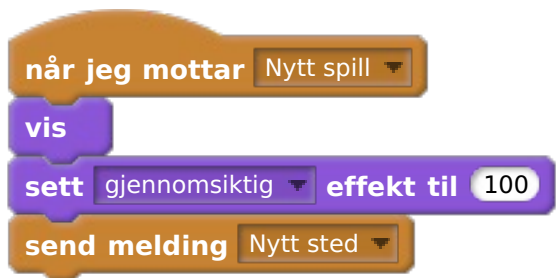 når jeg mottar Nytt spill
vis
sett gjennomsiktig effekt til 100
send melding Nytt sted